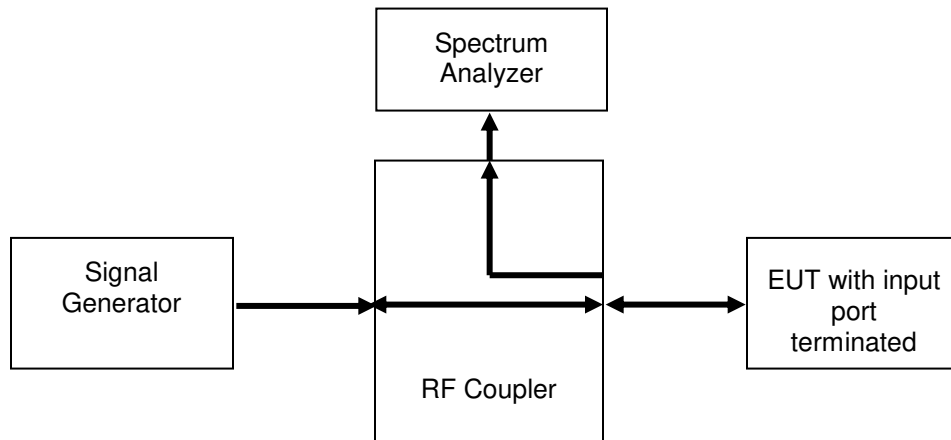 Spectrum
Analyzer
Signal
Generator
EUT with input
port
terminated
RF Coupler